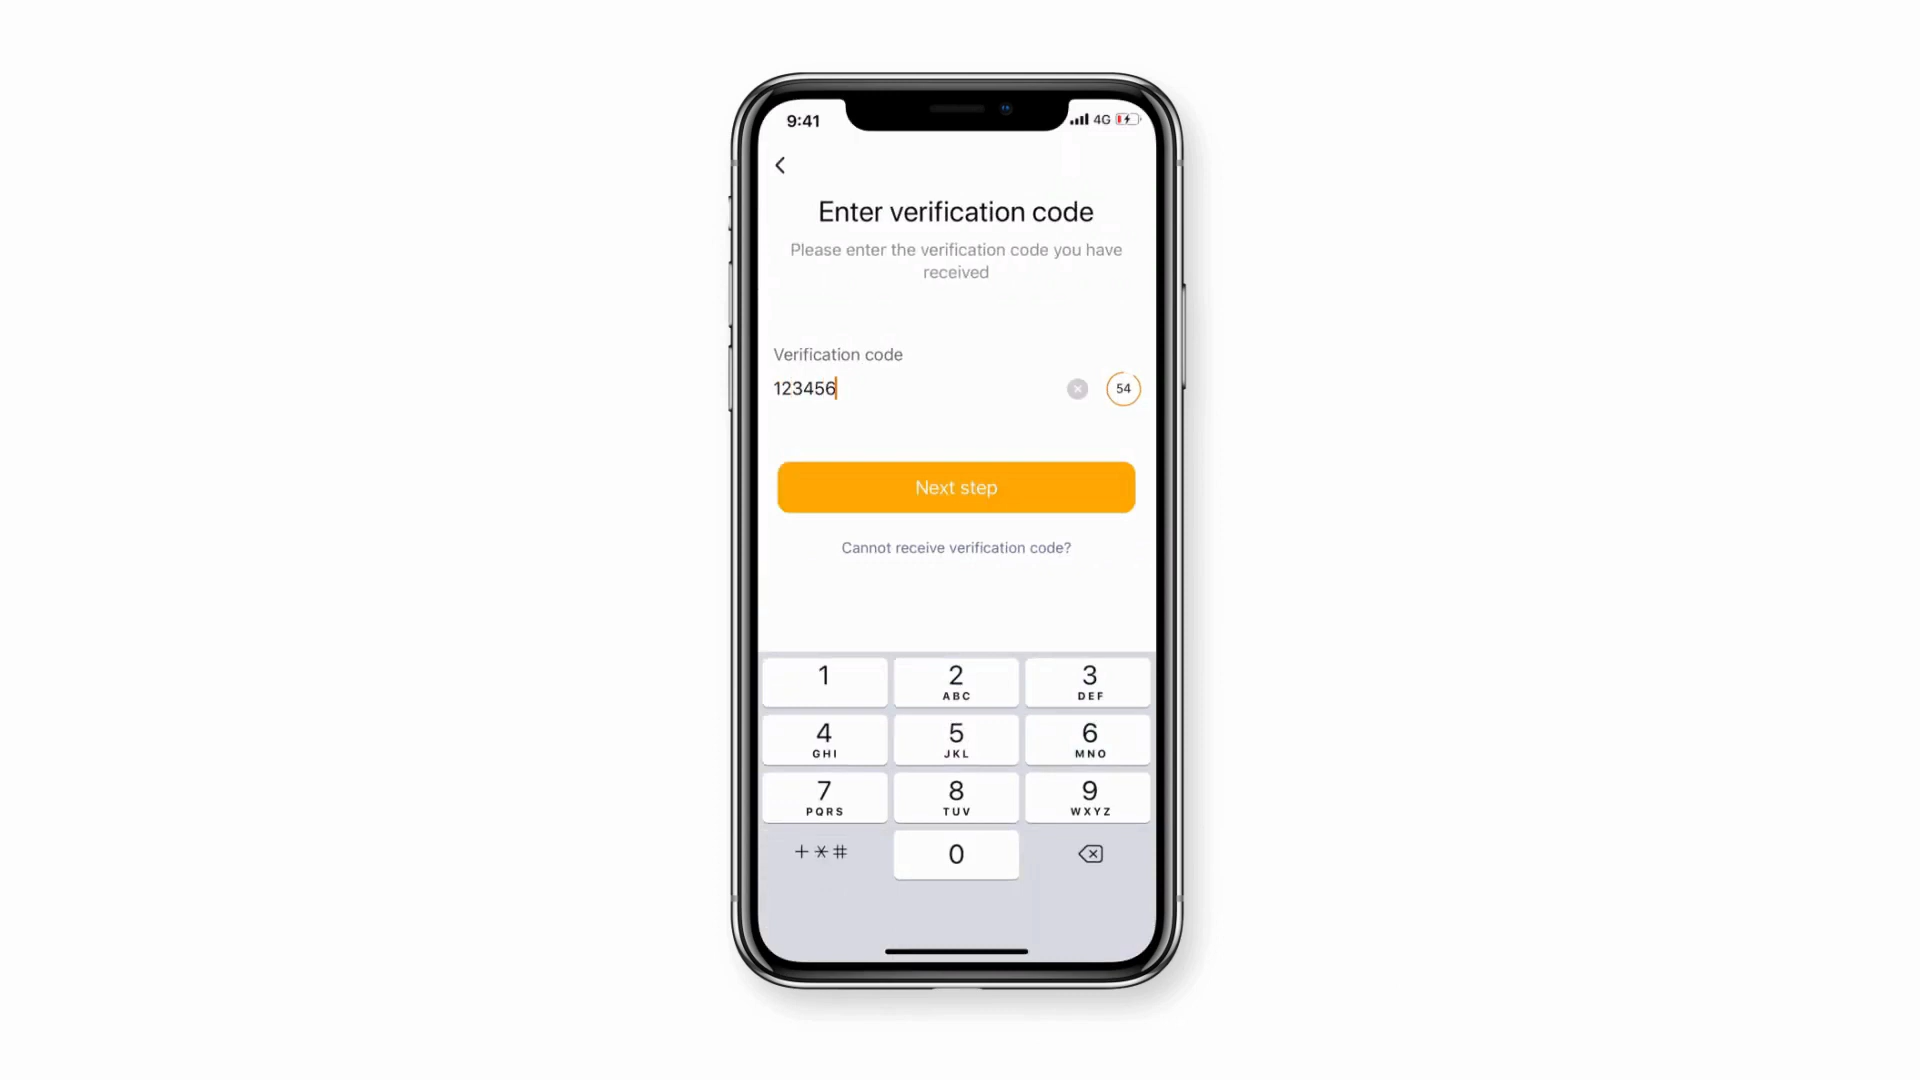 9:41
4G
Enter verification code
Please enter the verification code you have
received
Verification code
123456
54
Next step
Cannot receive verification code?
1
2
3
ABC
DEF
4
5
6
GHI
JKL
MNO
7
8
9
PQRS
TUV
WXYZ
+*#
0